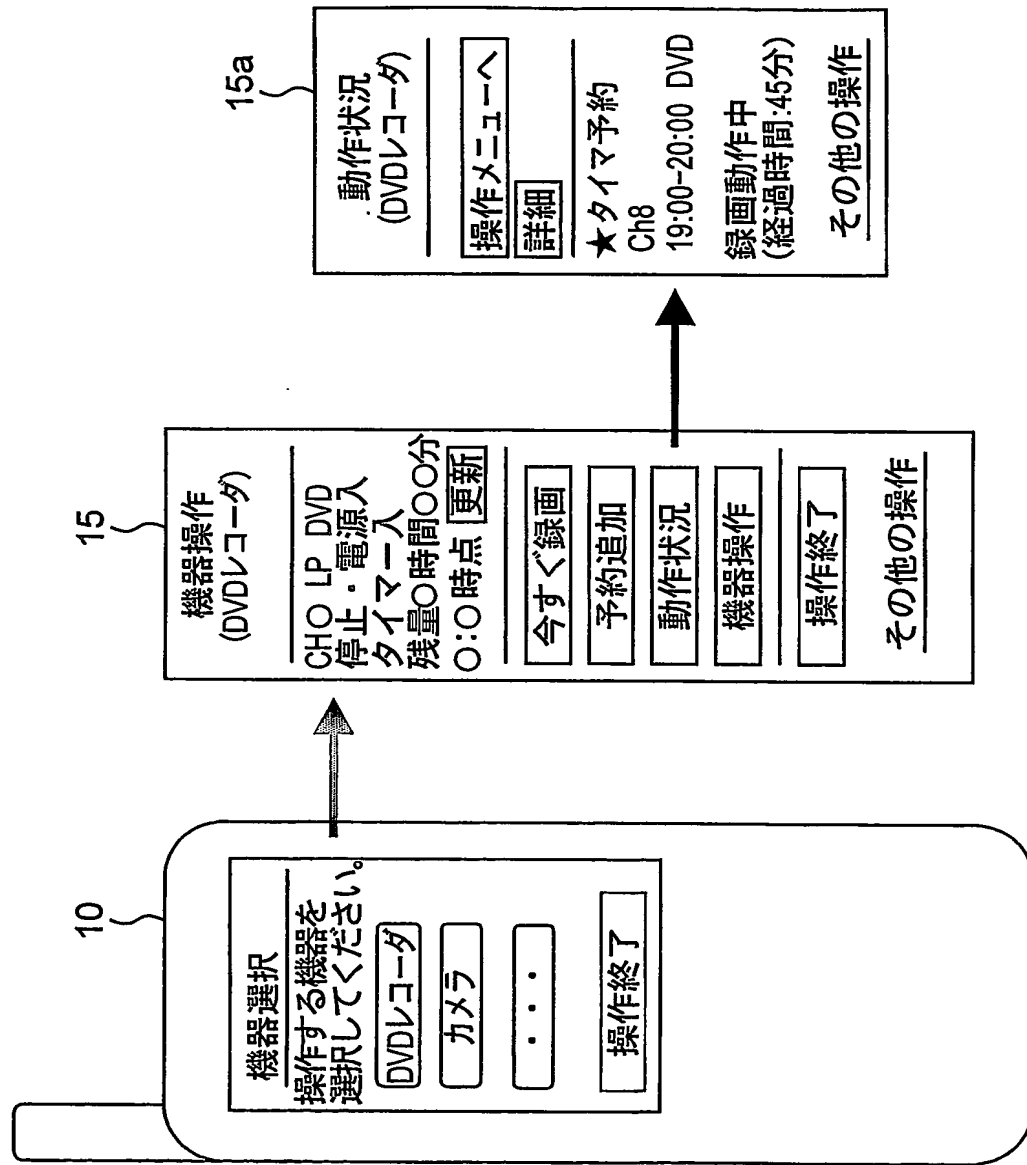 10
機器選択
操作する機器を
選択してください。
DVDレコーダ
カメラ
・・・
操作終了
15
機器操作
(DVDレコーダ)
CH〇 LP DVD
停止・電源入
タイマー入
残量〇時間〇〇分
〇:〇時点 更新
今すぐ録画
予約追加
動作状況
機器操作
操作終了
その他の操作
15a
動作状況
(DVDレコーダ)
操作メニューへ
詳細
★タイマ予約
Ch8
19:00-20:00 DVD
録画動作中
(経過時間:45分)
その他の操作